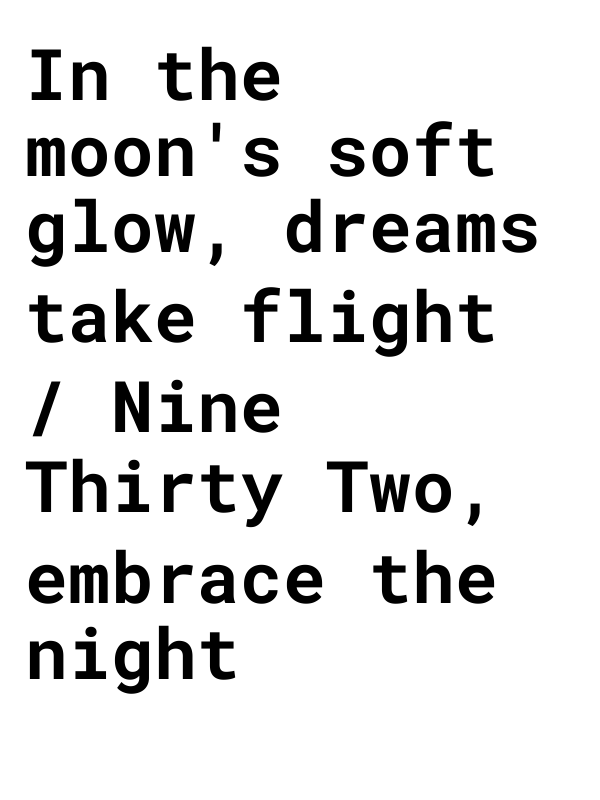 In the
moon's soft
glow, dreams
take flight
/ Nine
Thirty Two,
embrace the
night